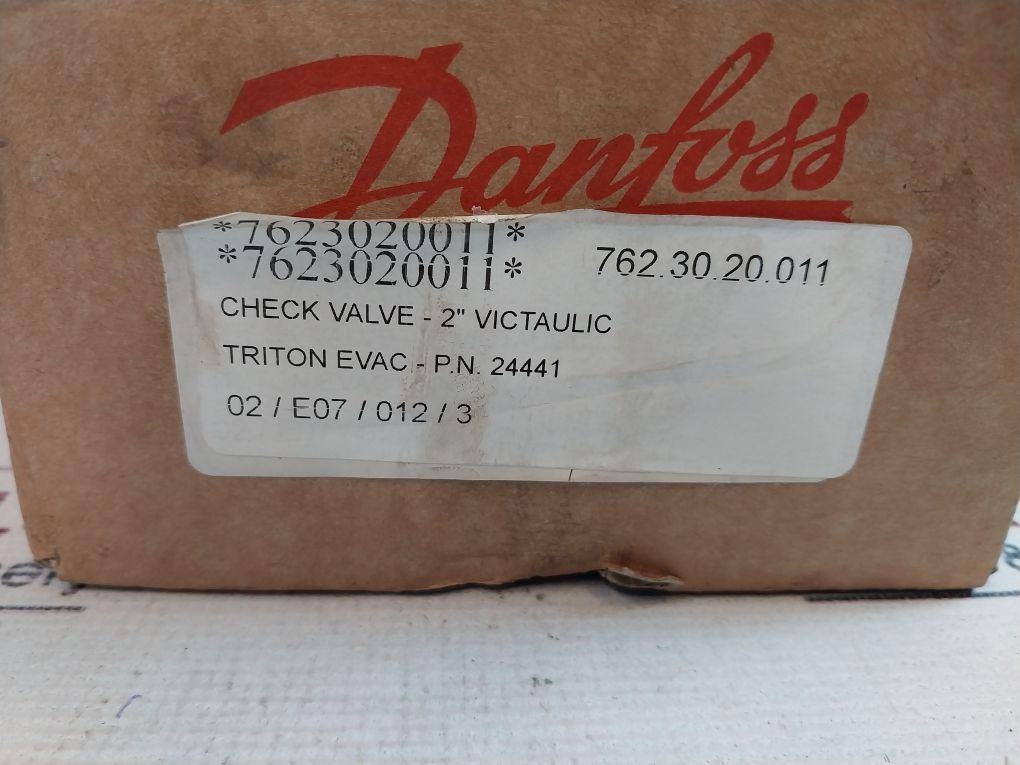 Danfoss
*7623020011*
*7623020011* 762.30.20.011
CHECK VALVE - 2" VICTAULIC
TRITON EVAC - P.N. 24441
02 / E07 / 012 / 3